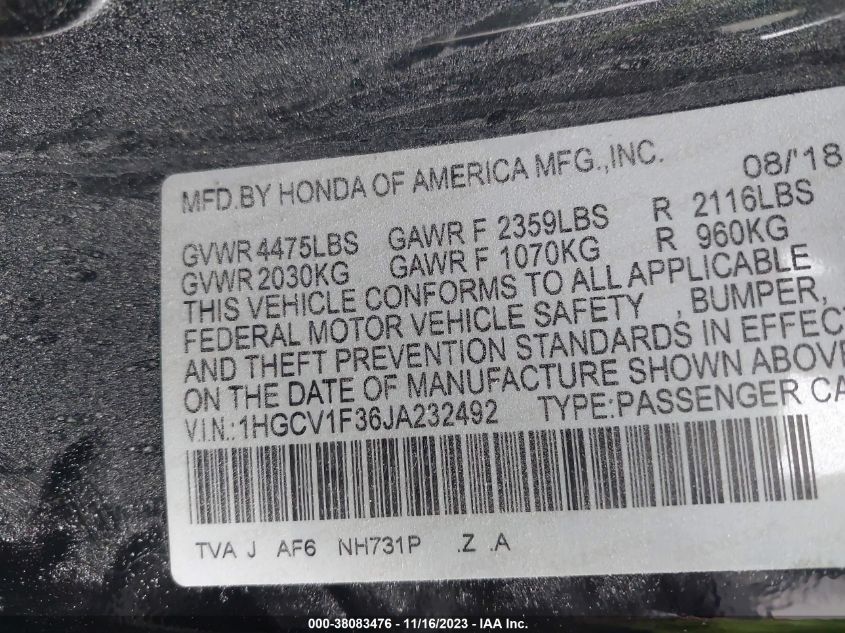 MFD.BY HONDA OF AMERICA MFG.,INC. 08/'18
GVWR 4475LBS GAWR F 2359LBS R 2116LBS
GVWR 2030KG GAWR F 1070KG R 960KG
THIS VEHICLE CONFORMS TO ALL APPLICABLE
FEDERAL MOTOR VEHICLE SAFETY , BUMPER,
AND THEFT PREVENTION STANDARDS IN EFFEC
ON THE DATE OF MANUFACTURE SHOWN ABOVE
V.I.N.:1HGCV1F36JA232492 TYPE:PASSENGER CA
TVA J AF6 NH731P .Z .A
000-38083476 - 11/16/2023 - IAA Inc.